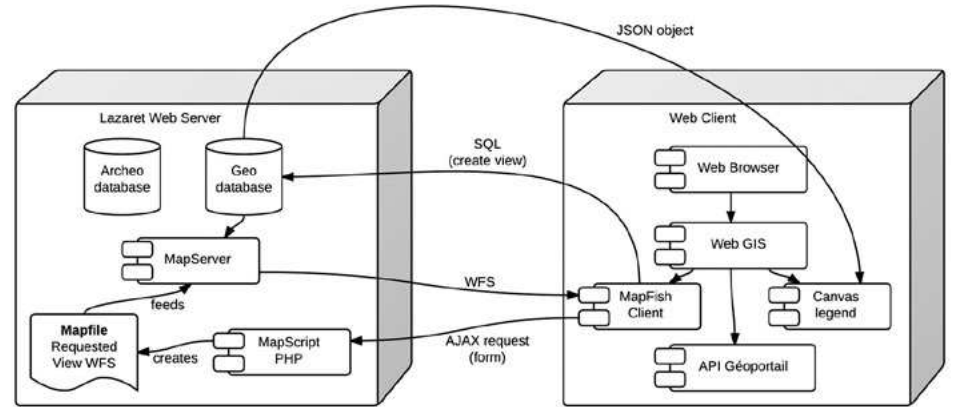 JSON object
Lazaret Web Server
Web Client
SQL
(create view)
Archeo
database
Geo
database
Web Browser
MapServer
Web GIS
WFS
feeds
MapFish
Client
Canvas
legend
Mapfile
Requested
View WFS
creates
MapScript
PHP
AJAX request
(form)
API Géoportail